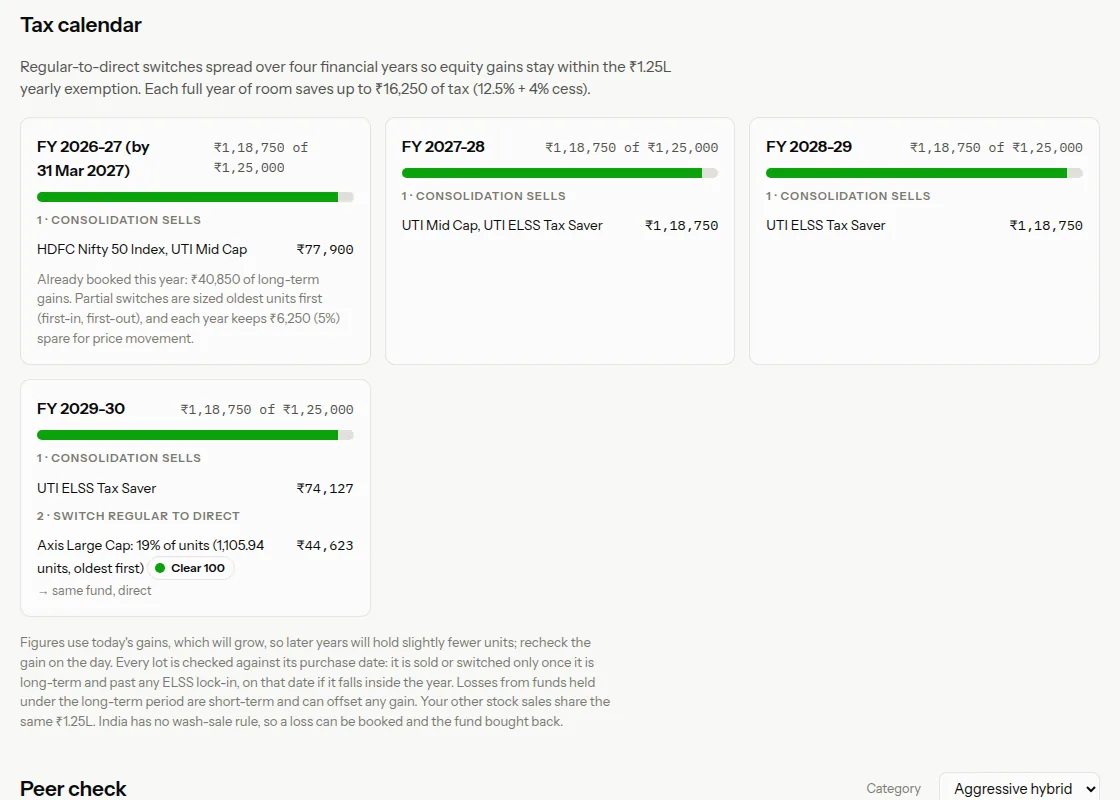 Tax calendar
Regular-to-direct switches spread over four financial years so equity gains stay within the ₹1.25L
yearly exemption. Each full year of room saves up to ₹16,250 of tax (12.5% + 4% cess).
FY 2026-27 (by
31 Mar 2027)
₹1,18,750 of
₹1,25,000
1 · CONSOLIDATION SELLS
HDFC Nifty 50 Index, UTI Mid Cap ₹77,900
Already booked this year: ₹40,850 of long-term
gains. Partial switches are sized oldest units first
(first-in, first-out), and each year keeps ₹6,250 (5%)
spare for price movement.
FY 2027-28 ₹1,18,750 of ₹1,25,000
1 · CONSOLIDATION SELLS
UTI Mid Cap, UTI ELSS Tax Saver ₹1,18,750
FY 2028-29 ₹1,18,750 of ₹1,25,000
1 · CONSOLIDATION SELLS
UTI ELSS Tax Saver ₹1,18,750
FY 2029-30 ₹1,18,750 of ₹1,25,000
1 · CONSOLIDATION SELLS
UTI ELSS Tax Saver ₹74,127
2 · SWITCH REGULAR TO DIRECT
Axis Large Cap: 19% of units (1,105.94 ₹44,623
units, oldest first) Clear 100
→ same fund, direct
Figures use today's gains, which will grow, so later years will hold slightly fewer units; recheck the
gain on the day. Every lot is checked against its purchase date: it is sold or switched only once it is
long-term and past any ELSS lock-in, on that date if it falls inside the year. Losses from funds held
under the long-term period are short-term and can offset any gain. Your other stock sales share the
same ₹1.25L. India has no wash-sale rule, so a loss can be booked and the fund bought back.
Peer check
Category Aggressive hybrid